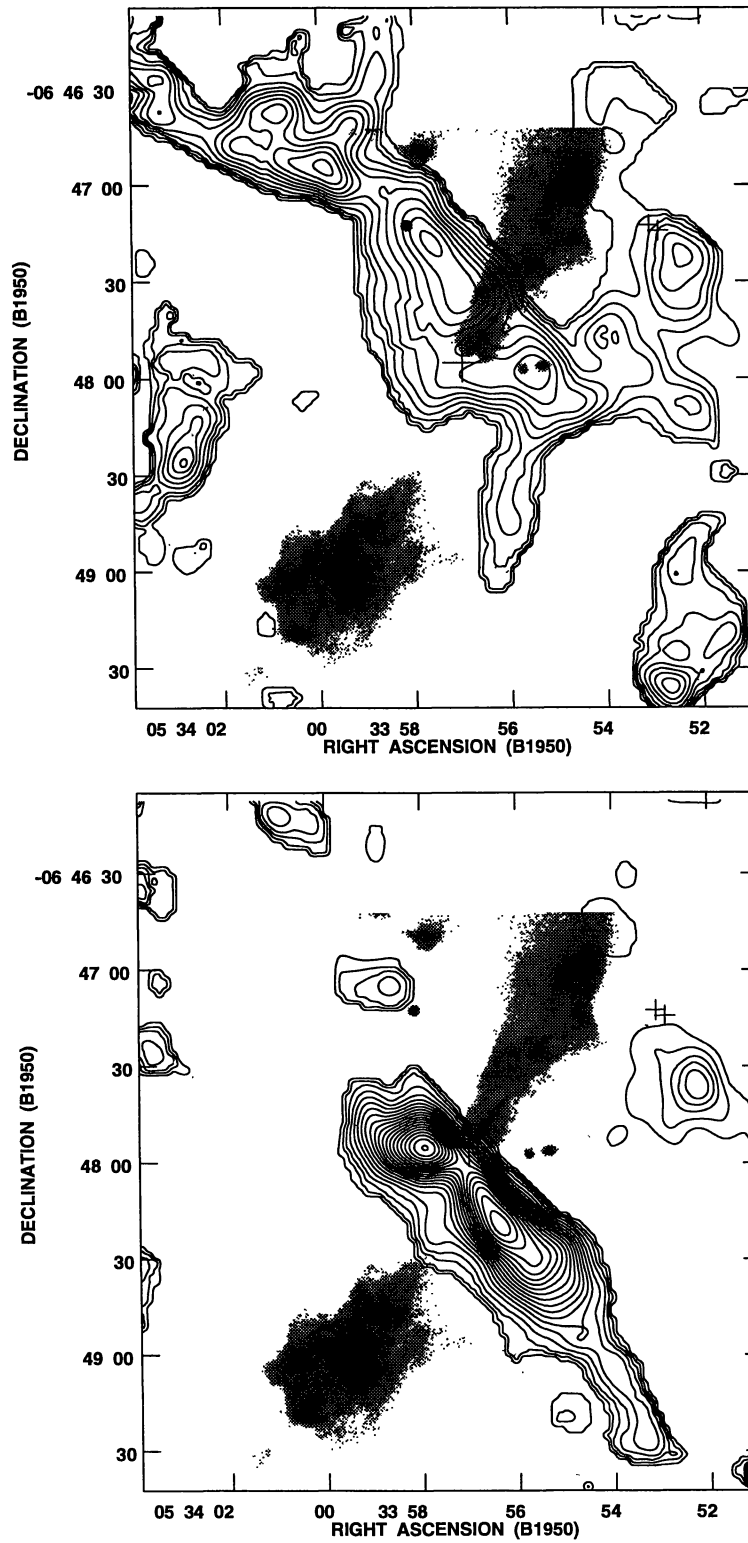 -06 46 30
47 00
30
48 00
30
49 00
30
DECLINATION (B1950)
05 34 02 00 33 58 56 54 52
RIGHT ASCENSION (B1950)
-06 46 30
47 00
30
48 00
30
49 00
30
DECLINATION (B1950)
05 34 02 00 33 58 56 54 52
RIGHT ASCENSION (B1950)